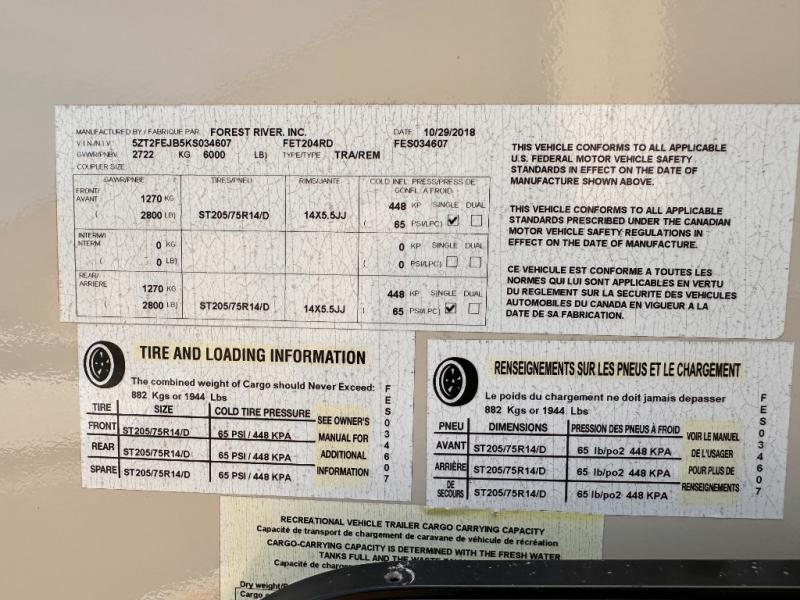 MANUFACTURED BY / FABRIQUE PAR FOREST RIVER, INC. DATE 10/29/2018
V.I.N./N.I.V. 5ZT2FEJB5KS034607 FET204RD FES034607
GVWR/PNBV. 2722 KG 6000 LB) TYPE/TYPE TRA/REM
COUPLER SIZE
GAWR/PNBE TIRES/PNEU RIMS/JANTE COLD INFL. PRESS/PRESS DE GONFL. A FROID
FRONT/ AVANT 1270 KG 448 KP SINGLE DUAL
( 2800 LB) ST205/75R14/D 14X5.5JJ ( 65 PSI/LPC)
INTERM/ INTERM 0 KG 0 KP SINGLE DUAL
( 0 LB) ( 0 PSI/LPC)
REAR/ ARRIERE 1270 KG 448 KP SINGLE DUAL
( 2800 LB) ST205/75R14/D 14X5.5JJ ( 65 PSI/LPC)
THIS VEHICLE CONFORMS TO ALL APPLICABLE
U.S. FEDERAL MOTOR VEHICLE SAFETY
STANDARDS IN EFFECT ON THE DATE OF
MANUFACTURE SHOWN ABOVE.
THIS VEHICLE CONFORMS TO ALL APPLICABLE
STANDARDS PRESCRIBED UNDER THE CANADIAN
MOTOR VEHICLE SAFETY REGULATIONS IN
EFFECT ON THE DATE OF MANUFACTURE.
CE VEHICULE EST CONFORME A TOUTES LES
NORMES QUI LUI SONT APPLICABLES EN VERTU
DU REGLEMENT SUR LA SECURITE DES VEHICULES
AUTOMOBILES DU CANADA EN VIGUEUR A LA
DATE DE SA FABRICATION.
TIRE AND LOADING INFORMATION
The combined weight of Cargo should Never Exceed:
882 Kgs or 1944 Lbs
TIRE SIZE COLD TIRE PRESSURE SEE OWNER'S
FRONT ST205/75R14/D 65 PSI / 448 KPA MANUAL FOR
REAR ST205/75R14/D 65 PSI / 448 KPA ADDITIONAL
SPARE ST205/75R14/D 65 PSI / 448 KPA INFORMATION
FES034607
RENSEIGNEMENTS SUR LES PNEUS ET LE CHARGEMENT
Le poids du chargement ne doit jamais depasser
882 Kgs or 1944 Lbs
PNEU DIMENSIONS PRESSION DES PNEUS À FROID VOIR LE MANUEL
AVANT ST205/75R14/D 65 lb/po2 448 KPA DE L'USAGER
ARRIÈRE ST205/75R14/D 65 lb/po2 448 KPA POUR PLUS DE
DE SECOURS ST205/75R14/D 65 lb/po2 448 KPA RENSEIGNEMENTS
FES034607
RECREATIONAL VEHICLE TRAILER CARGO CARRYING CAPACITY
Capacité de transport de chargement de caravane de véhicule de récréation
CARGO-CARRYING CAPACITY IS DETERMINED WITH THE FRESH WATER
TANKS FULL AND THE WASTE
Capacité de
Dry weight/
Cargo